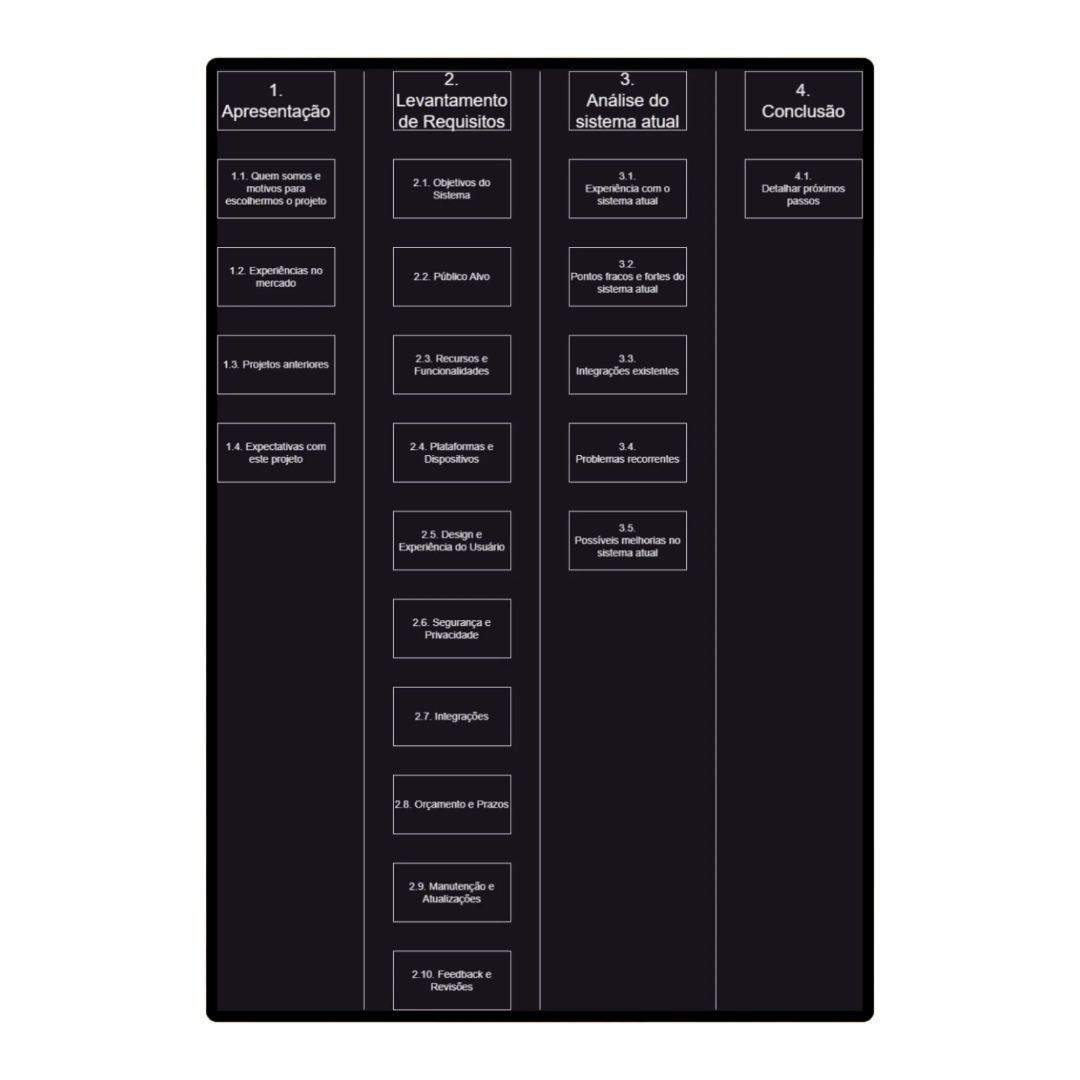 1.
Apresentação
1.1. Quem somos e
motivos para
escolhermos o projeto
1.2. Experiências no
mercado
1.3. Projetos anteriores
1.4. Expectativas com
este projeto
2.
Levantamento
de Requisitos
2.1. Objetivos do
Sistema
2.2. Público Alvo
2.3. Recursos e
Funcionalidades
2.4. Plataformas e
Dispositivos
2.5. Design e
Experiência do Usuário
2.6. Segurança e
Privacidade
2.7. Integrações
2.8. Orçamento e Prazos
2.9. Manutenção e
Atualizações
2.10. Feedback e
Revisões
3.
Análise do
sistema atual
3.1.
Experiência com o
sistema atual
3.2.
Pontos fracos e fortes do
sistema atual
3.3.
Integrações existentes
3.4.
Problemas recorrentes
3.5.
Possíveis melhorias no
sistema atual
4.
Conclusão
4.1.
Detalhar próximos
passos